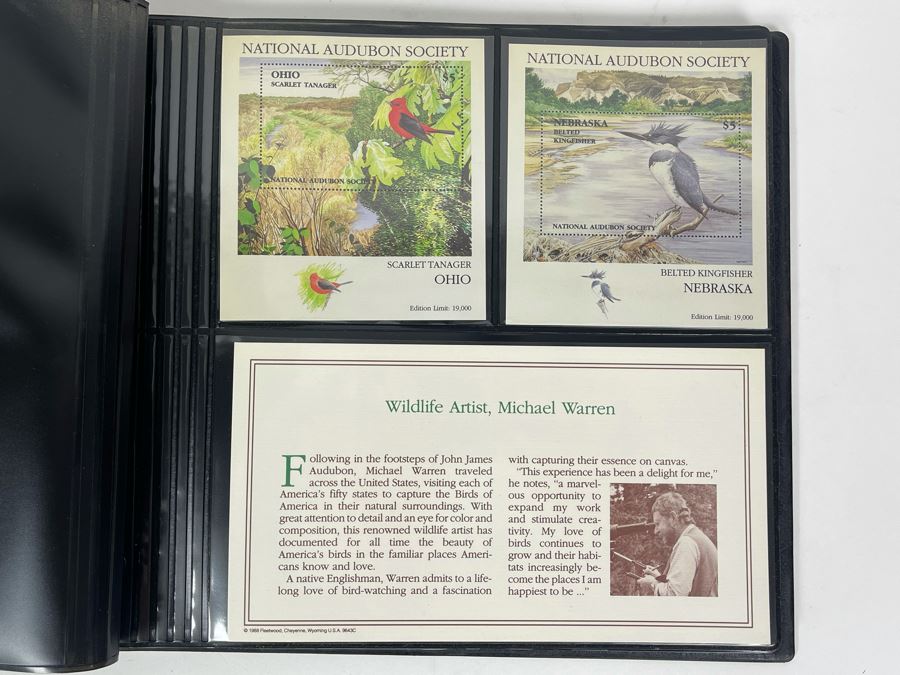 NATIONAL AUDUBON SOCIETY
OHIO
SCARLET TANAGER
$5
NATIONAL AUDUBON SOCIETY
SCARLET TANAGER
OHIO
Edition Limit: 19,000
NATIONAL AUDUBON SOCIETY
NEBRASKA
BELTED
KINGFISHER
$5
NATIONAL AUDUBON SOCIETY
BELTED KINGFISHER
NEBRASKA
Edition Limit: 19,000
Wildlife Artist, Michael Warren
Following in the footsteps of John James
Audubon, Michael Warren traveled
across the United States, visiting each of
America's fifty states to capture the Birds of
America in their natural surroundings. With
great attention to detail and an eye for color and
composition, this renowned wildlife artist has
documented for all time the beauty of
America's birds in the familiar places Ameri-
cans know and love.
A native Englishman, Warren admits to a life-
long love of bird-watching and a fascination
with capturing their essence on canvas.
"This experience has been a delight for me,"
he notes, "a marvel-
ous opportunity to
expand my work
and stimulate crea-
tivity. My love of
birds continues to
grow and their habi-
tats increasingly be-
come the places I am
happiest to be ..."
© 1988 Fleetwood, Cheyenne, Wyoming U.S.A. 9643C